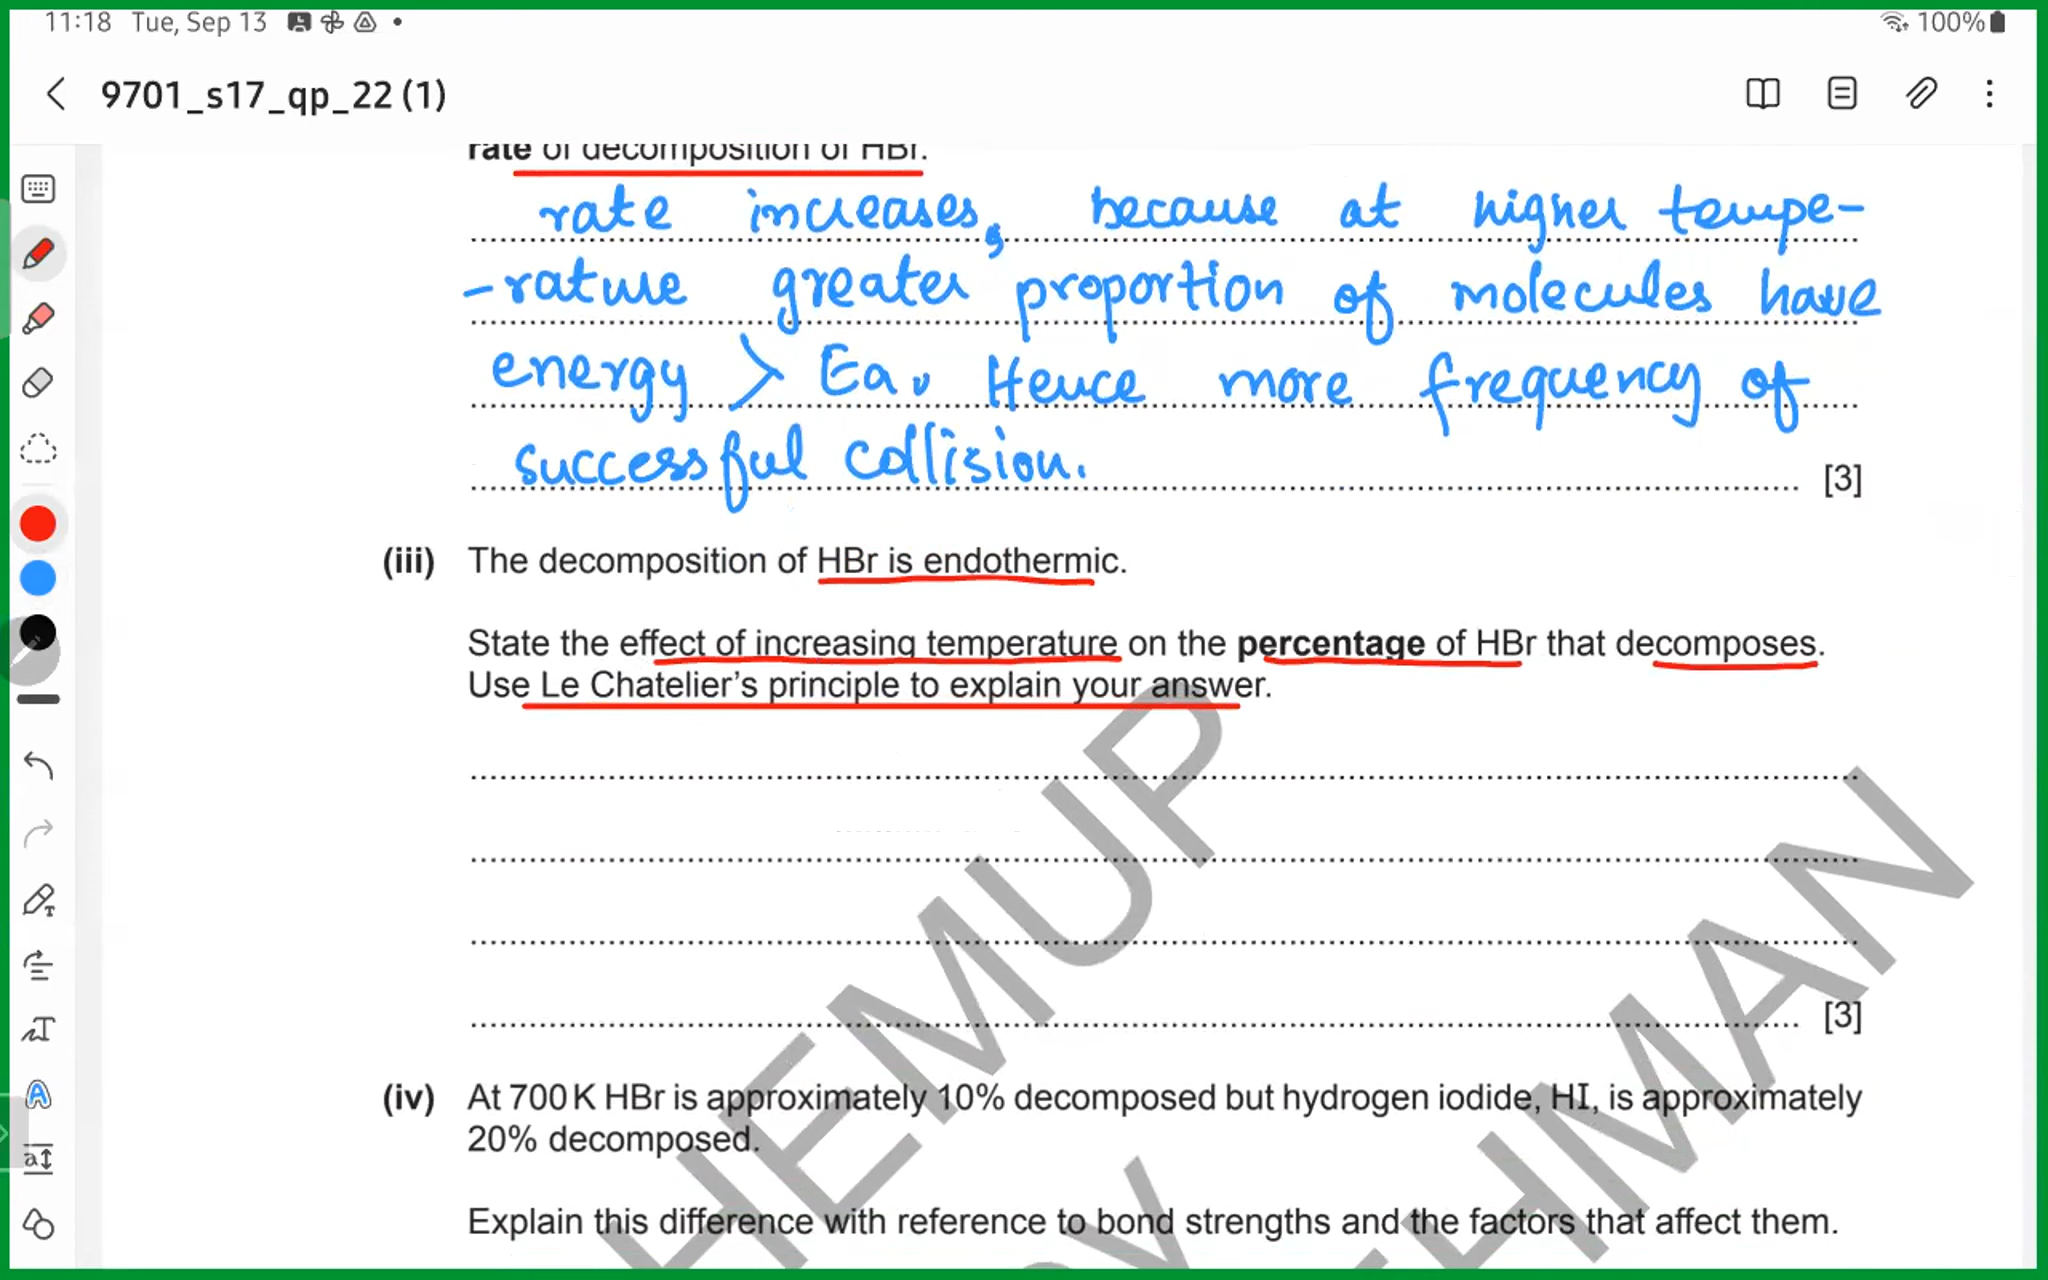 11:18 Tue, Sep 13
100%
9701_s17_qp_22 (1)
rate of decomposition of HBr.
rate increases, because at higher tempe-
-rature greater proportion of molecules have
energy > Ea. Hence more frequency of
successful collision.
[3]
(iii) The decomposition of HBr is endothermic.
State the effect of increasing temperature on the percentage of HBr that decomposes.
Use Le Chatelier's principle to explain your answer.
[3]
(iv) At 700 K HBr is approximately 10% decomposed but hydrogen iodide, HI, is approximately
20% decomposed.
Explain this difference with reference to bond strengths and the factors that affect them.
HEMUP
Y
HMAN